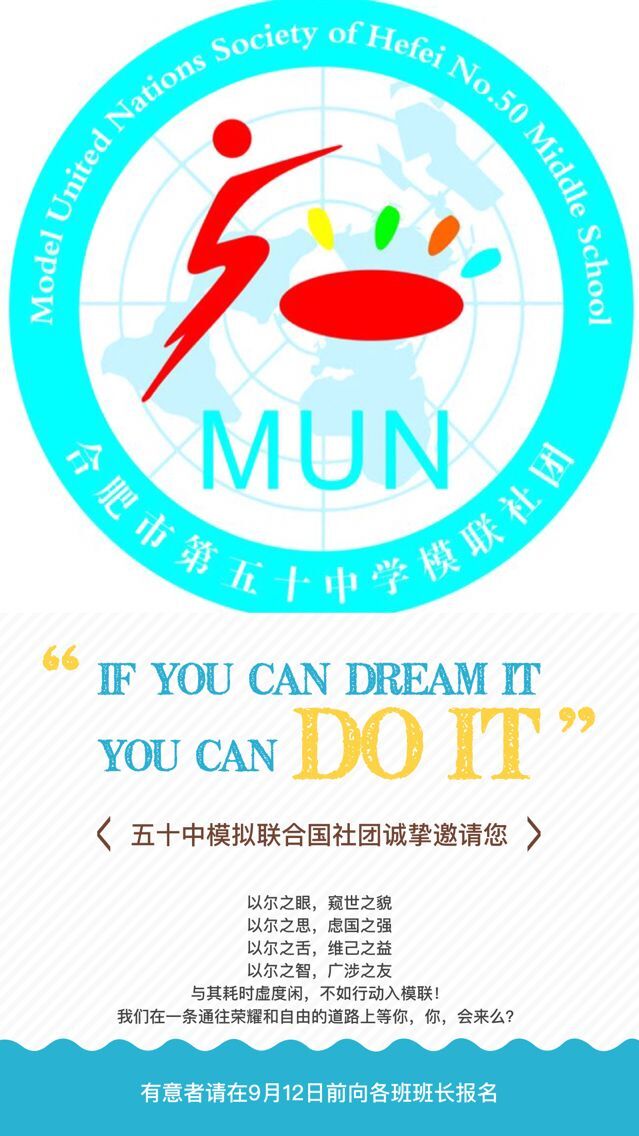 Model United Nations Society of Hefei No.50 Middle School
MUN
合肥市第五十中学模联社团
“ IF YOU CAN DREAM IT
YOU CAN DO IT ”
〈 五十中模拟联合国社团诚挚邀请您 〉
以尔之眼，窥世之貌
以尔之思，虑国之强
以尔之舌，维己之益
以尔之智，广涉之友
与其耗时虚度闲，不如行动入模联！
我们在一条通往荣耀和自由的道路上等你，你，会来么？
有意者请在9月12日前向各班班长报名